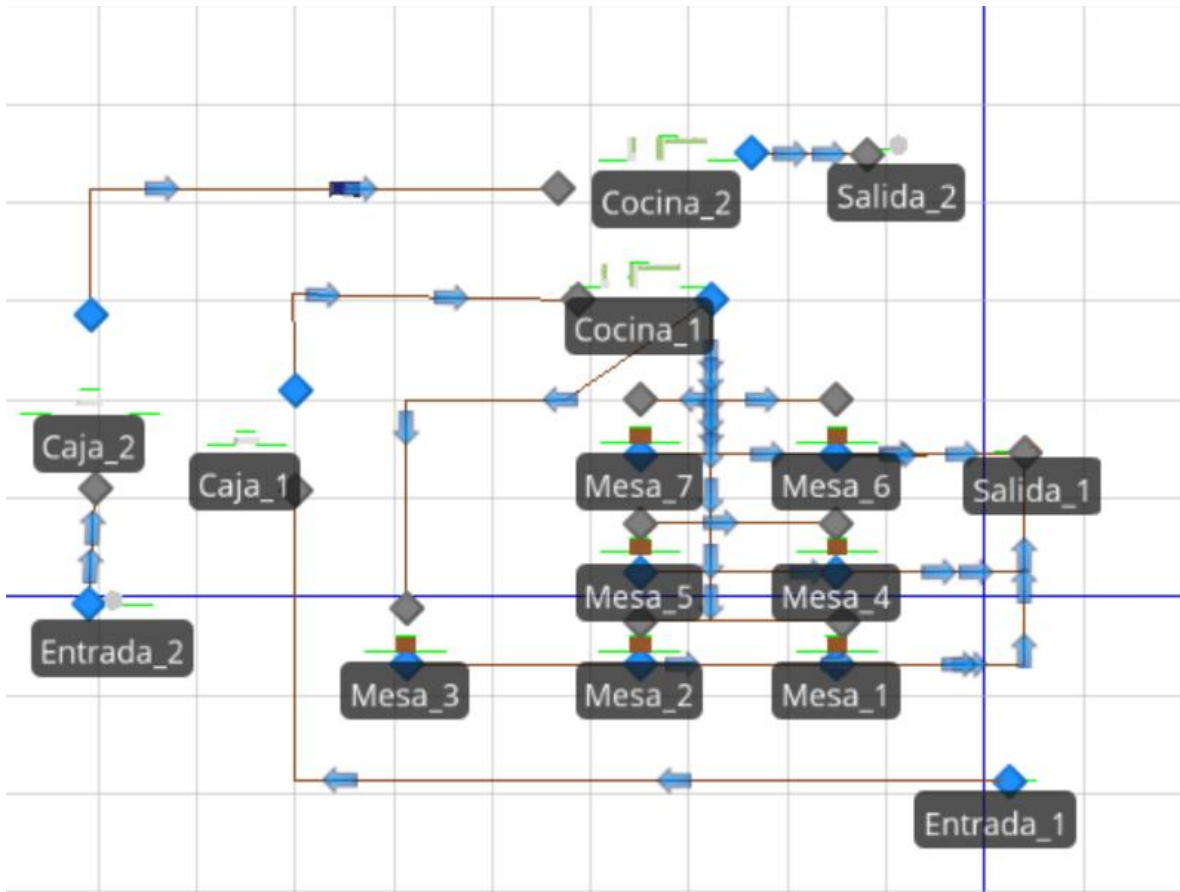 Salida_2
Cocina_2
Cocina_1
Caja_2
Caja_1
Mesa_7
Mesa_6
Salida_1
Mesa_5
Mesa_4
Entrada_2
Mesa_3
Mesa_2
Mesa_1
Entrada_1